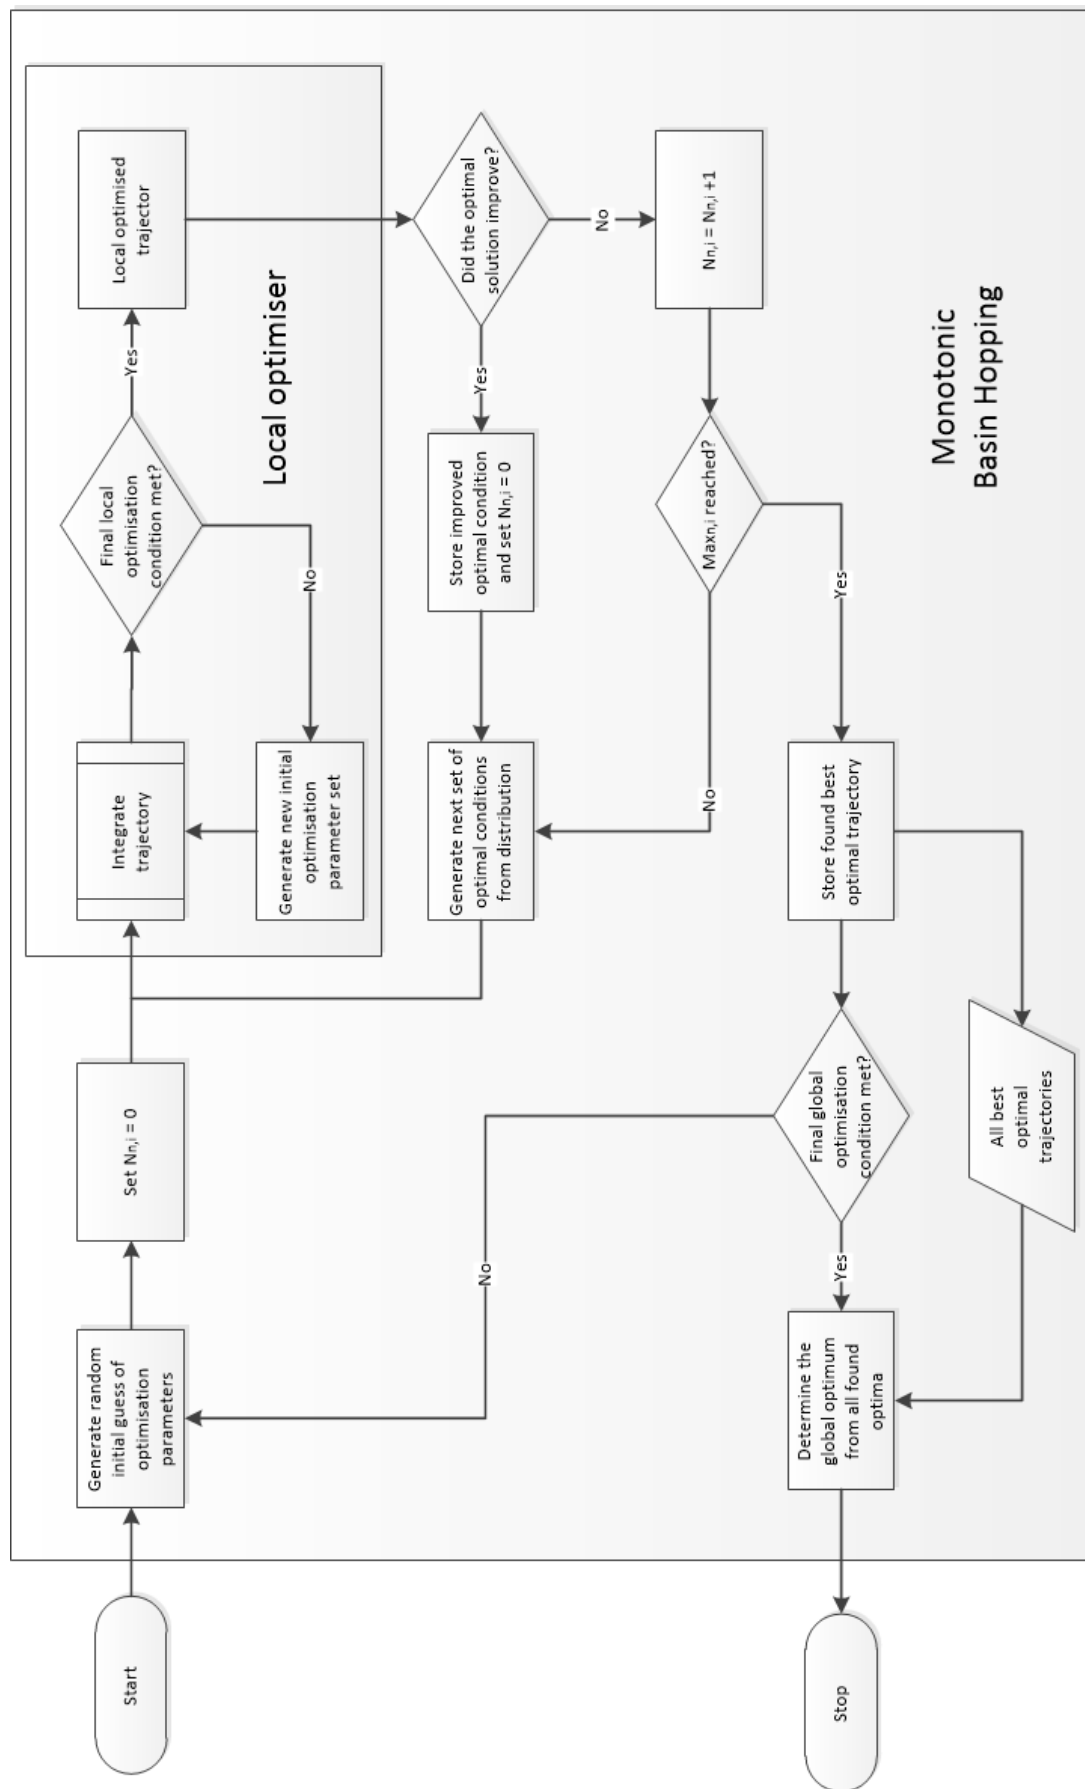 Start
Generate random
initial guess of
optimisation
parameters
Set Nn,i = 0
Integrate
trajectory
Final local
optimisation
condition met?
Yes
Local optimised
trajector
No
Generate new initial
optimisation
parameter set
Local optimiser
Did the optimal
solution improve?
Yes
Store improved
optimal condition
and set Nn,i = 0
Generate next set of
optimal conditions
from distribution
No
Nn,i = Nn,i +1
Maxn,i reached?
No
Yes
Store found best
optimal trajectory
Final global
optimisation
condition met?
No
Yes
All best
optimal
trajectories
Determine the
global optimum
from all found
optima
Stop
Monotonic
Basin Hopping